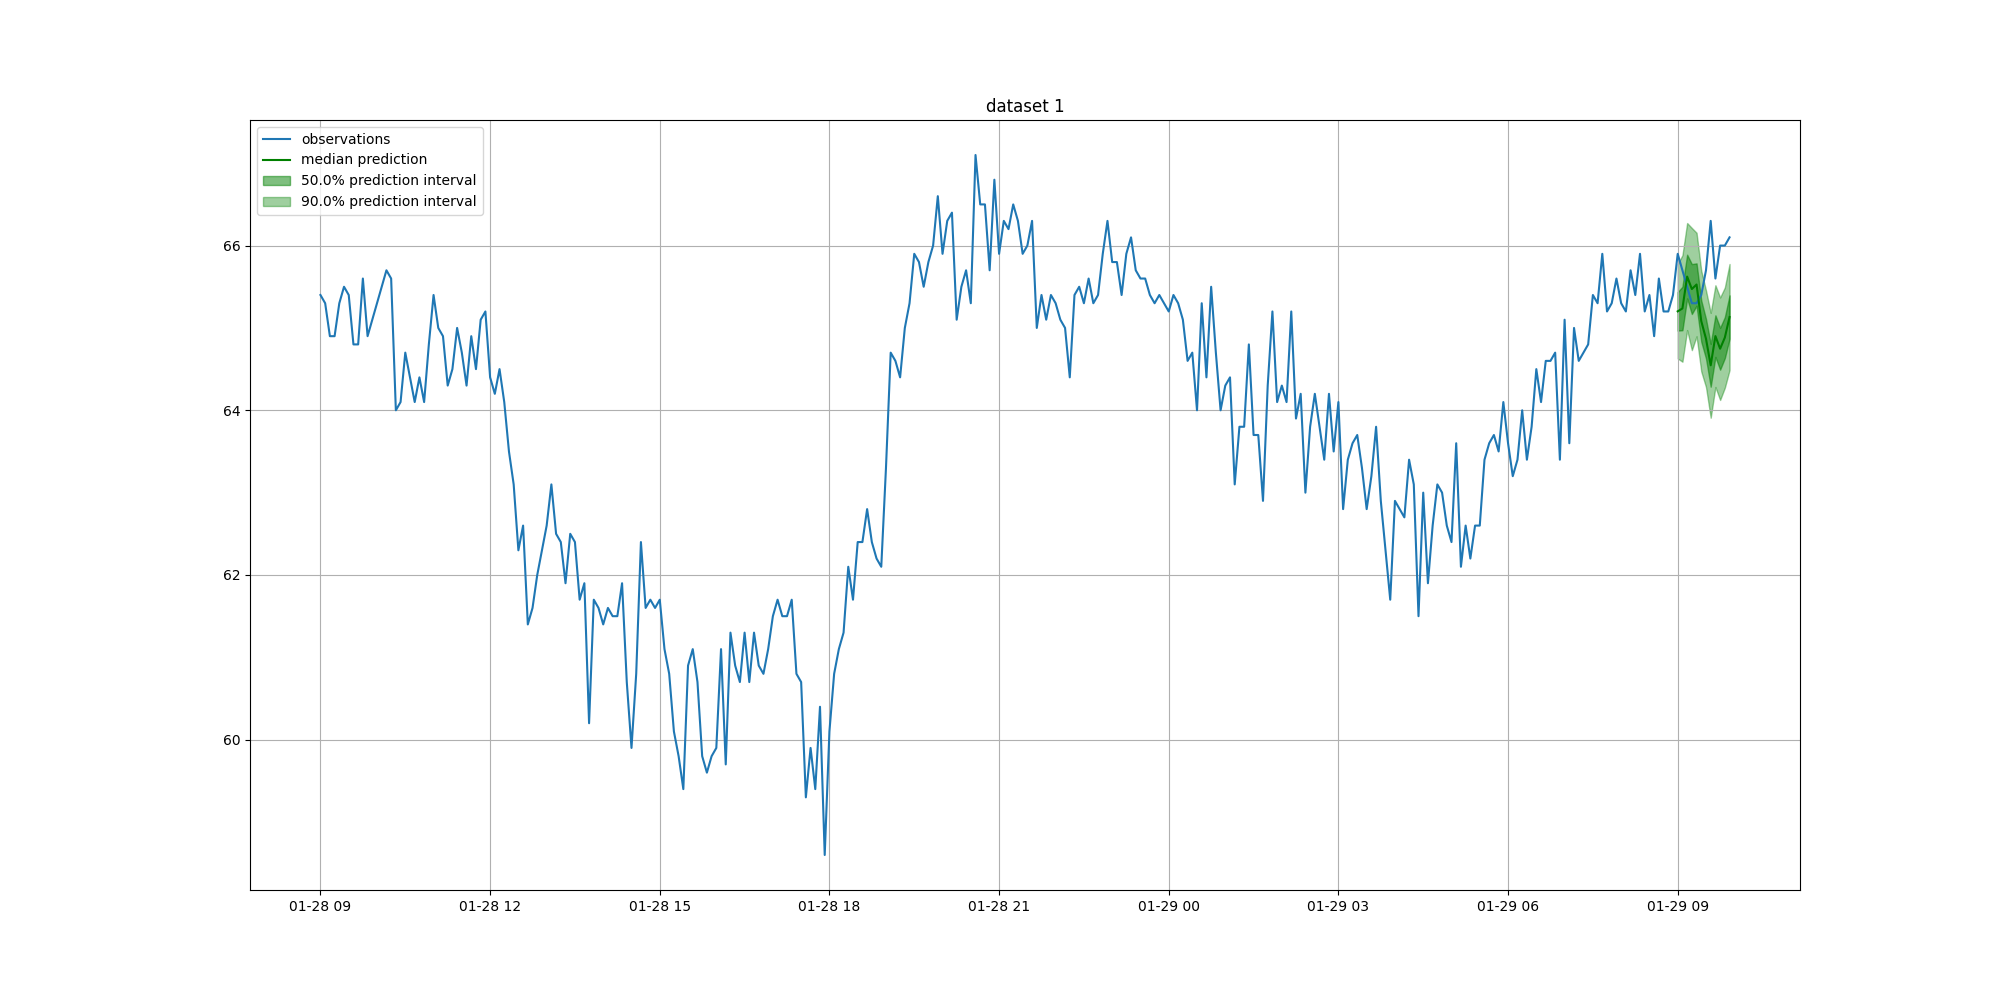 dataset 1
observations
median prediction
50.0% prediction interval
90.0% prediction interval
66
64
62
60
01-28 09
01-28 12
01-28 15
01-28 18
01-28 21
01-29 00
01-29 03
01-29 06
01-29 09